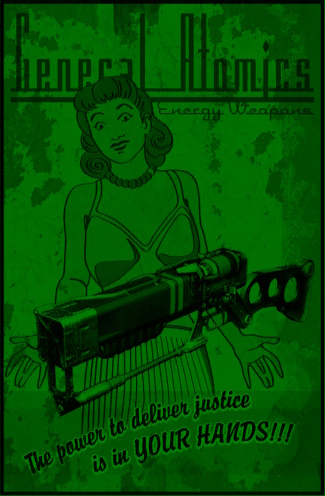 General Atomics
Energy Weapons
The power to deliver justice
is in YOUR HANDS!!!